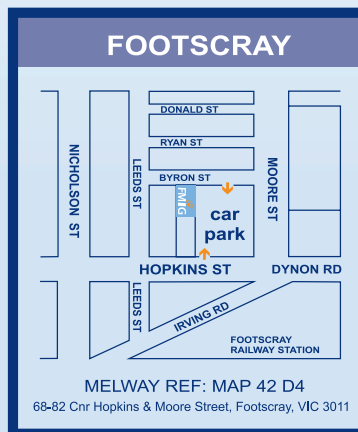 FOOTSCRAY
DONALD ST
RYAN ST
BYRON ST
NICHOLSON ST
LEEDS ST
MOORE ST
FMIG
car
park
HOPKINS ST
DYNON RD
LEEDS ST
IRVING RD
FOOTSCRAY
RAILWAY STATION
MELWAY REF: MAP 42 D4
68-82 Cnr Hopkins & Moore Street, Footscray, VIC 3011